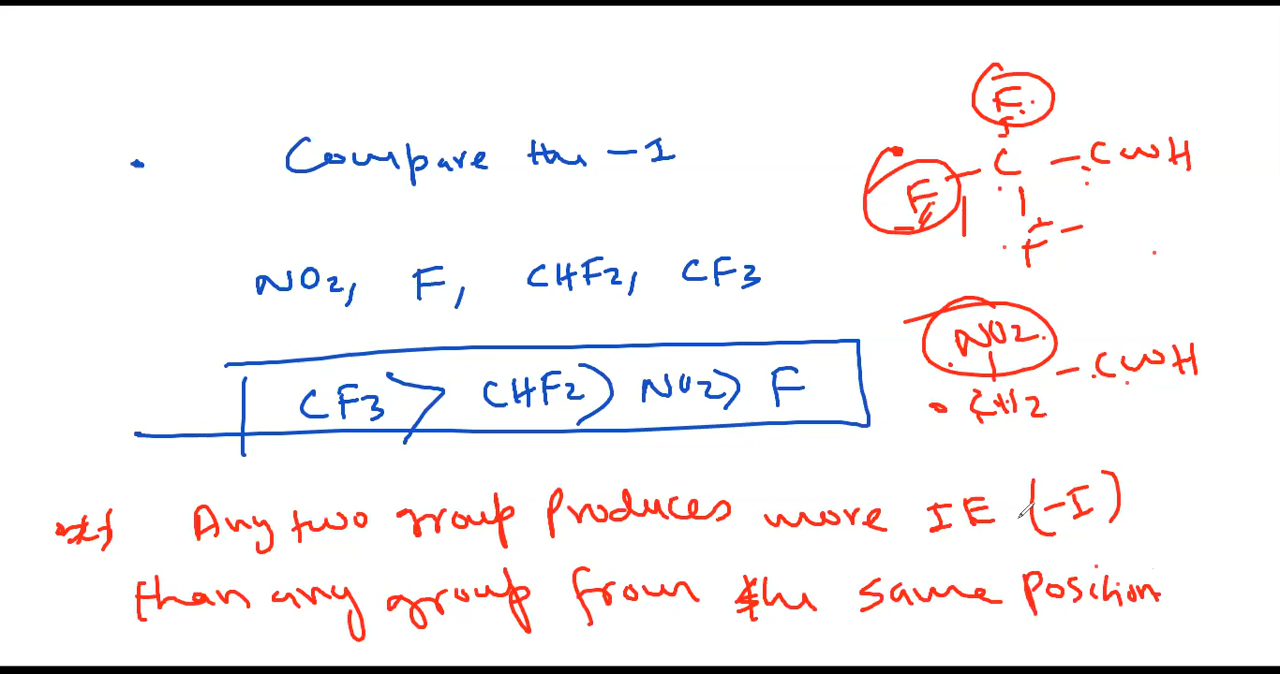 Compare the -I
NO2, F, CHF2, CF3
CF3 > CHF2 > NO2 > F
Any two group produces more IE (-I)
than any group from the same position
F
F - C - COOH
F
NO2
CH2 - COOH